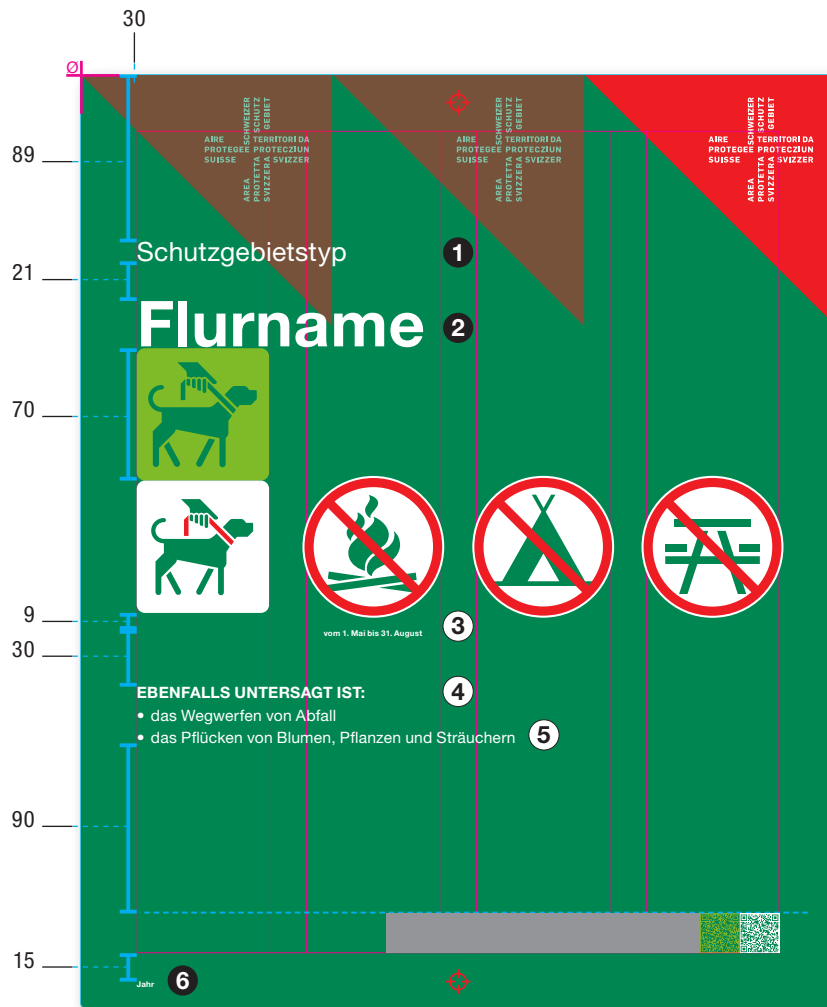 30
Ø
SCHWEIZER
SCHUTZ
GEBIET
AIRE
PROTEGEE
SUISSE
TERRITORI DA
PROTECZIUN
SVIZZER
AREA
PROTETTA
SVIZZERA
SCHWEIZER
SCHUTZ
GEBIET
AIRE
PROTEGEE
SUISSE
TERRITORI DA
PROTECZIUN
SVIZZER
AREA
PROTETTA
SVIZZERA
SCHWEIZER
SCHUTZ
GEBIET
AIRE
PROTEGEE
SUISSE
TERRITORI DA
PROTECZIUN
SVIZZER
AREA
PROTETTA
SVIZZERA
89
Schutzgebietstyp 1
21
Flurname 2
70
9
vom 1. Mai bis 31. August 3
30
EBENFALLS UNTERSAGT IST: 4
• das Wegwerfen von Abfall
• das Pflücken von Blumen, Pflanzen und Sträuchern 5
90
15
Jahr 6